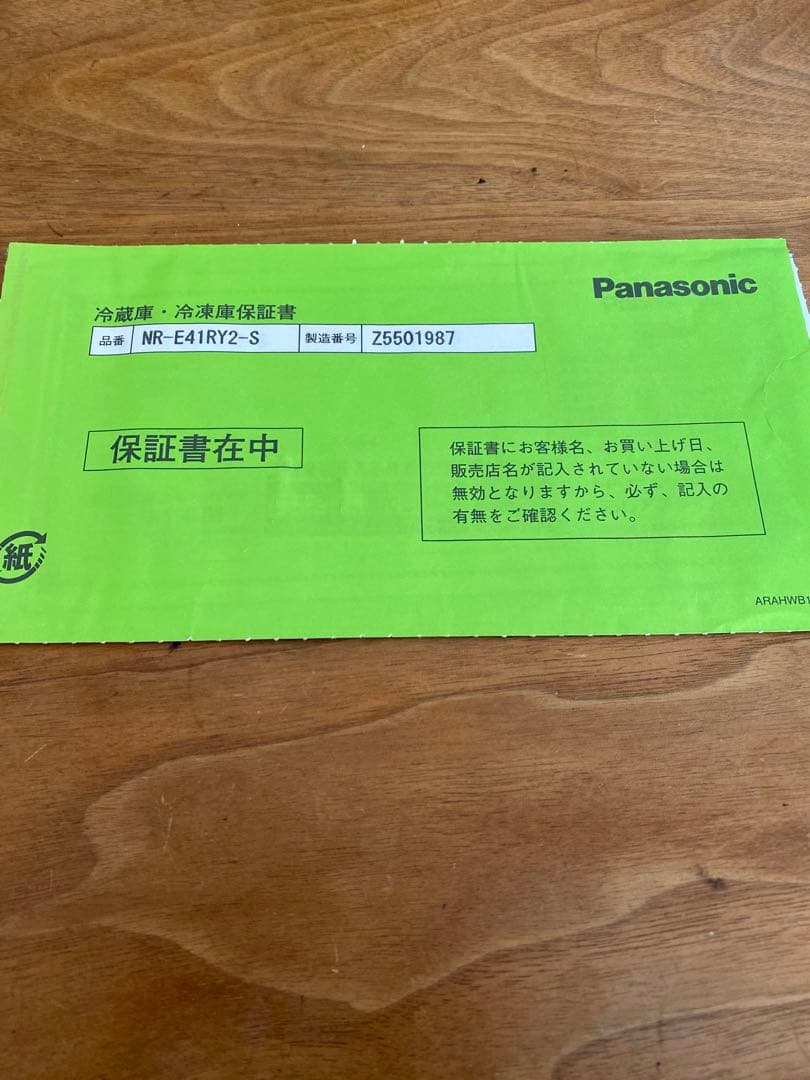 Panasonic
冷蔵庫・冷凍庫保証書
品番 NR-E41RY2-S 製造番号 Z5501987
保証書在中
保証書にお客様名、お買い上げ日、
販売店名が記入されていない場合は
無効となりますから、必ず、記入の
有無をご確認ください。
紙
ARAHWB1